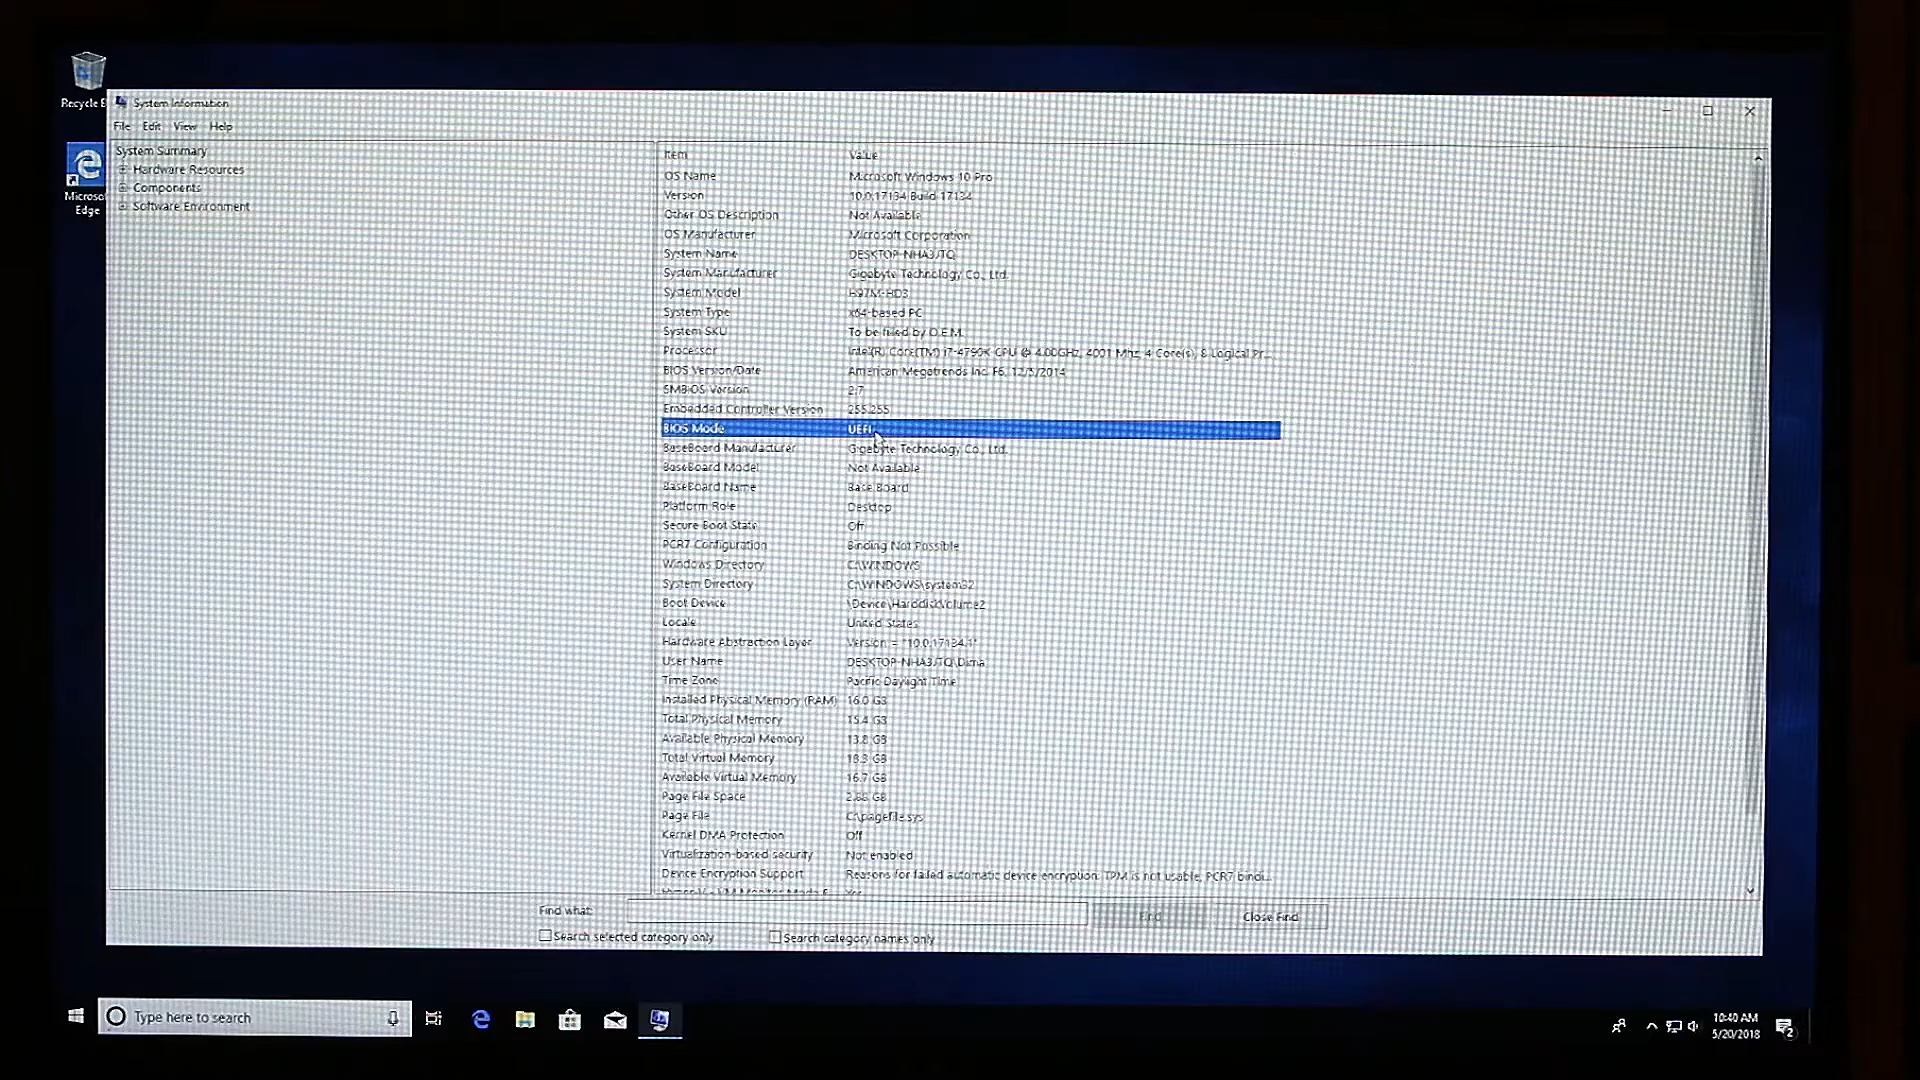 Recycle
System Information
File Edit View Help
System Summary
Hardware Resources
Components
Software Environment
Microso
Edge
Item Value
OS Name Microsoft Windows 10 Pro
Version 10.0.17134 Build 17134
Other OS Description Not Available
OS Manufacturer Microsoft Corporation
System Name DESKTOP-NHA3JTQ
System Manufacturer Gigabyte Technology Co., Ltd.
System Model H97M-HD3
System Type x64-based PC
System SKU To be filled by O.E.M.
Processor Intel(R) Core(TM) i7-4790K CPU @ 4.00GHz, 4001 Mhz, 4 Core(s), 8 Logical Pr...
BIOS Version/Date American Megatrends Inc. F6, 12/5/2014
SMBIOS Version 2.7
Embedded Controller Version 255.255
BIOS Mode UEFI
BaseBoard Manufacturer Gigabyte Technology Co., Ltd.
BaseBoard Model Not Available
BaseBoard Name Base Board
Platform Role Desktop
Secure Boot State Off
PCR7 Configuration Binding Not Possible
Windows Directory C:\WINDOWS
System Directory C:\WINDOWS\system32
Boot Device \Device\HarddiskVolume2
Locale United States
Hardware Abstraction Layer Version = "10.0.17134.1"
User Name DESKTOP-NHA3JTQ\Dima
Time Zone Pacific Daylight Time
Installed Physical Memory (RAM) 16.0 GB
Total Physical Memory 15.4 GB
Available Physical Memory 13.8 GB
Total Virtual Memory 18.3 GB
Available Virtual Memory 16.7 GB
Page File Space 2.88 GB
Page File C:\pagefile.sys
Kernel DMA Protection Off
Virtualization-based security Not enabled
Device Encryption Support Reasons for failed automatic device encryption: TPM is not usable, PCR7 bindi...
Find what:
Find
Close Find
Search selected category only
Search category names only
Type here to search
10:40 AM
5/20/2018
2